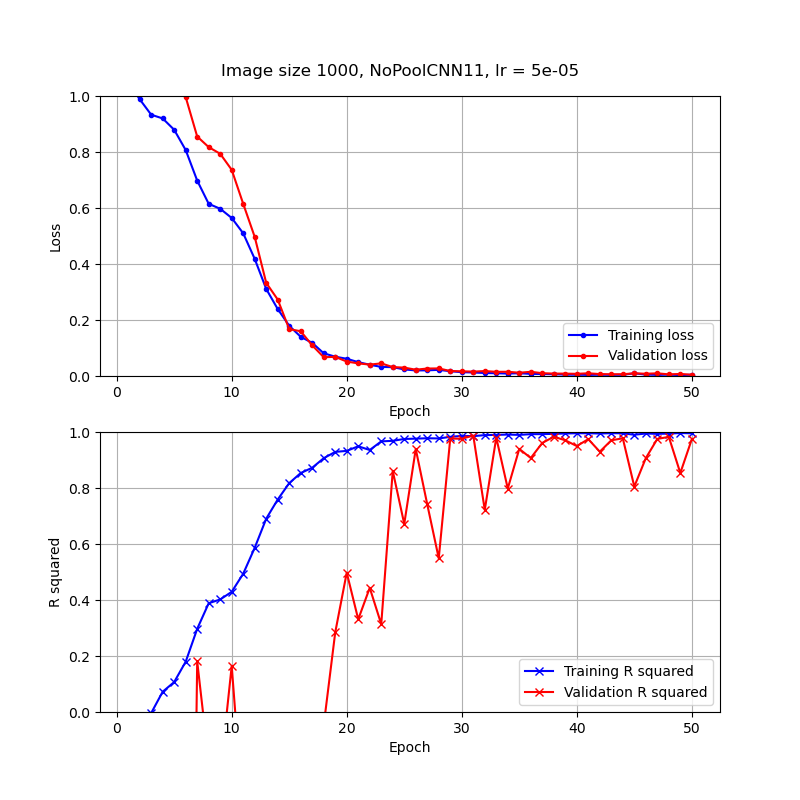 Image size 1000, NoPoolCNN11, lr = 5e-05
1.0
0.8
0.6
0.4
0.2
0.0
Loss
Training loss
Validation loss
0 10 20 30 40 50
Epoch
1.0
0.8
0.6
0.4
0.2
0.0
R squared
Training R squared
Validation R squared
0 10 20 30 40 50
Epoch